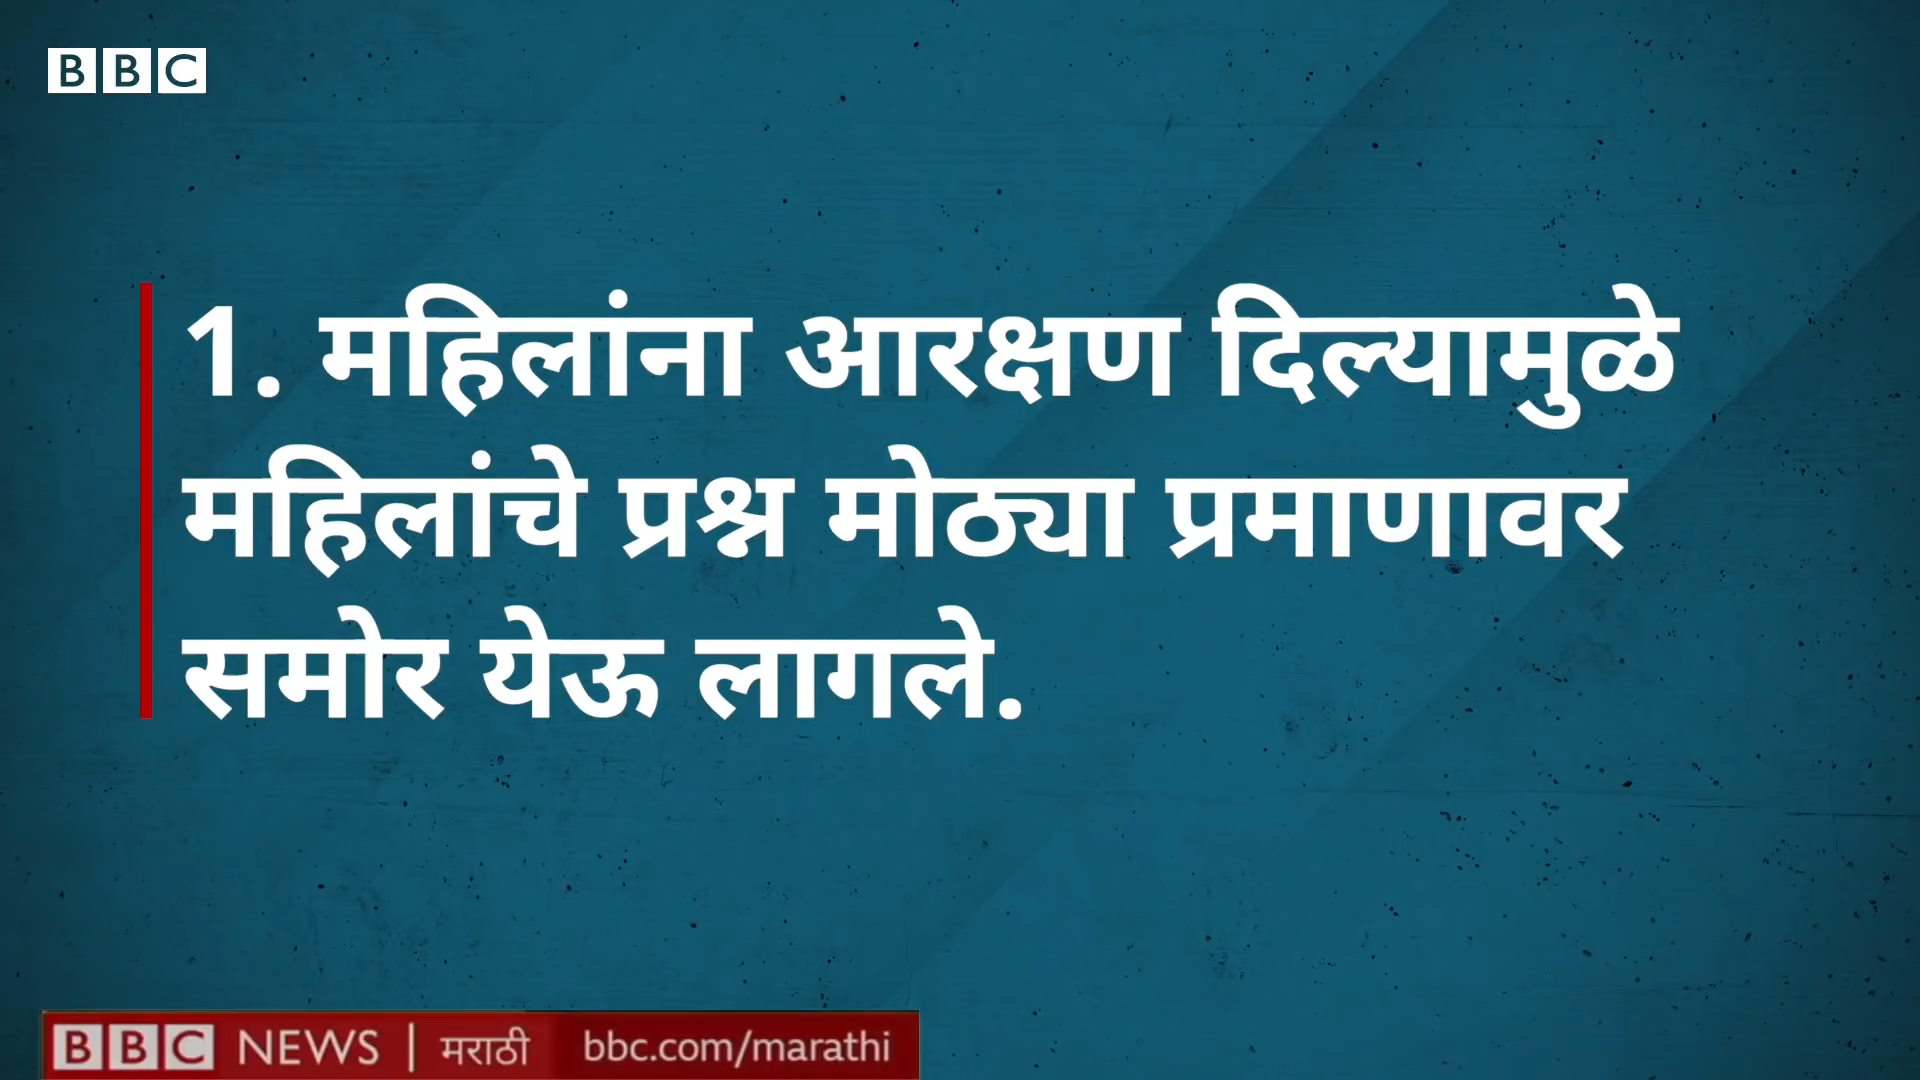 BBC
1. महिलांना आरक्षण दिल्यामुळे
महिलांचे प्रश्न मोठ्या प्रमाणावर
समोर येऊ लागले.
BBC NEWS | मराठी bbc.com/marathi